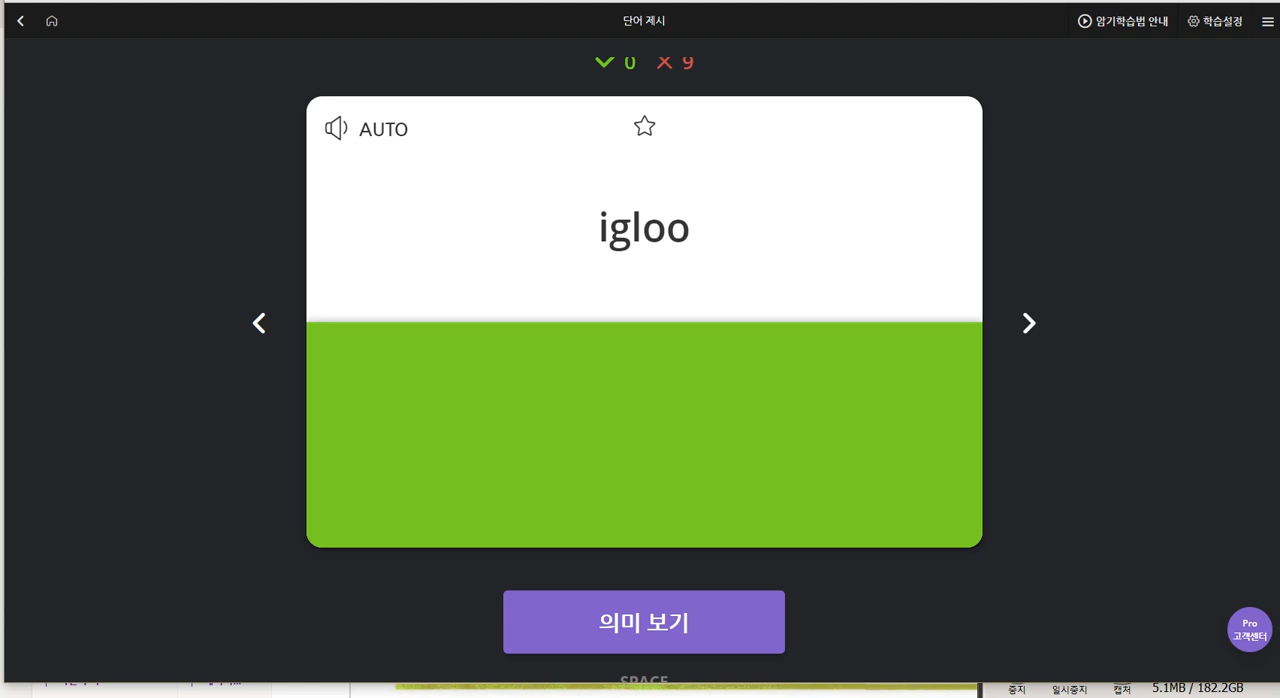 단어 제시
암기학습법 안내
학습설정
0 9
AUTO
igloo
의미 보기
Pro
고객센터
SPACE
중지 일시중지 캡처 5.1MB / 182.2GB